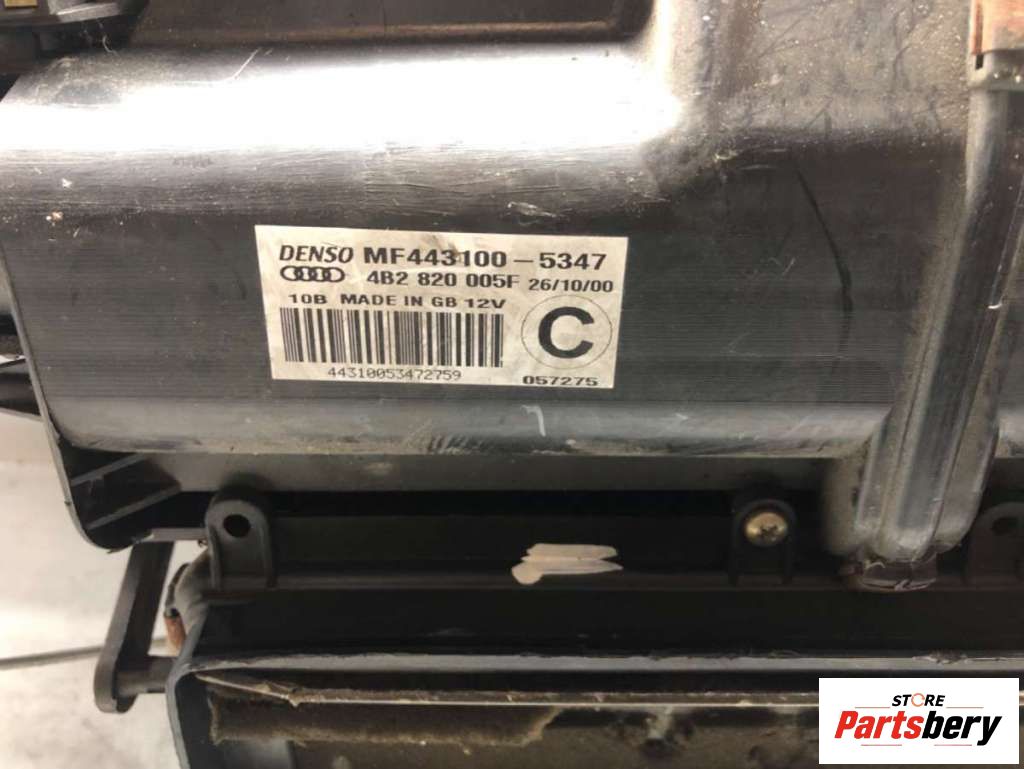 DENSO MF443100-5347
4B2 820 005F 26/10/00
10B MADE IN GB 12V
C
44310053472759
057275
STORE
Partsbery